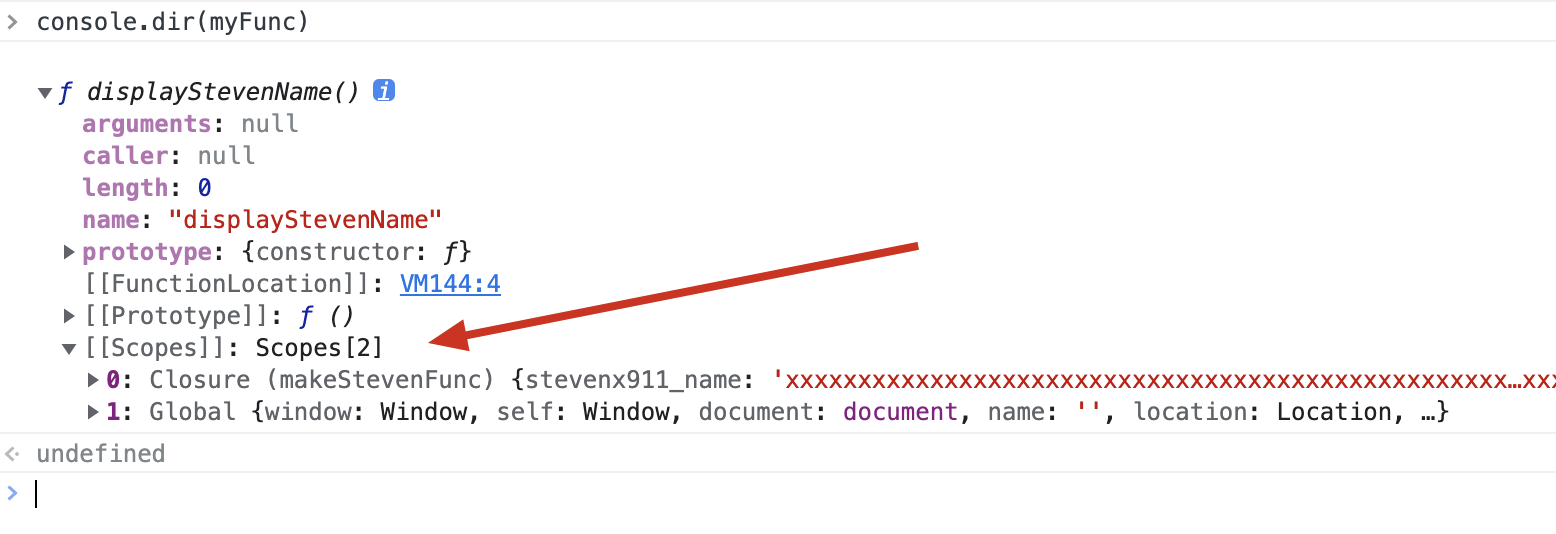 > console.dir(myFunc)
▼ƒ displayStevenName() i
arguments: null
caller: null
length: 0
name: "displayStevenName"
▶prototype: {constructor: ƒ}
[[FunctionLocation]]: VM144:4
▶[[Prototype]]: ƒ ()
▼[[Scopes]]: Scopes[2]
▶0: Closure (makeStevenFunc) {stevenx911_name: 'xxxxxxxxxxxxxxxxxxxxxxxxxxxxxxxxxxxxxxxxxxxxxxxxxx…xxx
▶1: Global {window: Window, self: Window, document: document, name: '', location: Location, …}
undefined
>